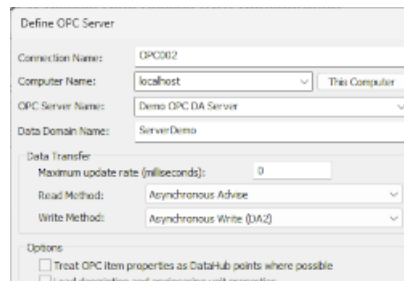 Define OPC Server
Connection Name: OPC002
Computer Name: localhost This Computer
OPC Server Name: Demo OPC DA Server
Data Domain Name: ServerDemo
Data Transfer
Maximum update rate (milliseconds): 0
Read Method: Asynchronous Advise
Write Method: Asynchronous Write (DA2)
Options
Treat OPC item properties as DataHub points where possible